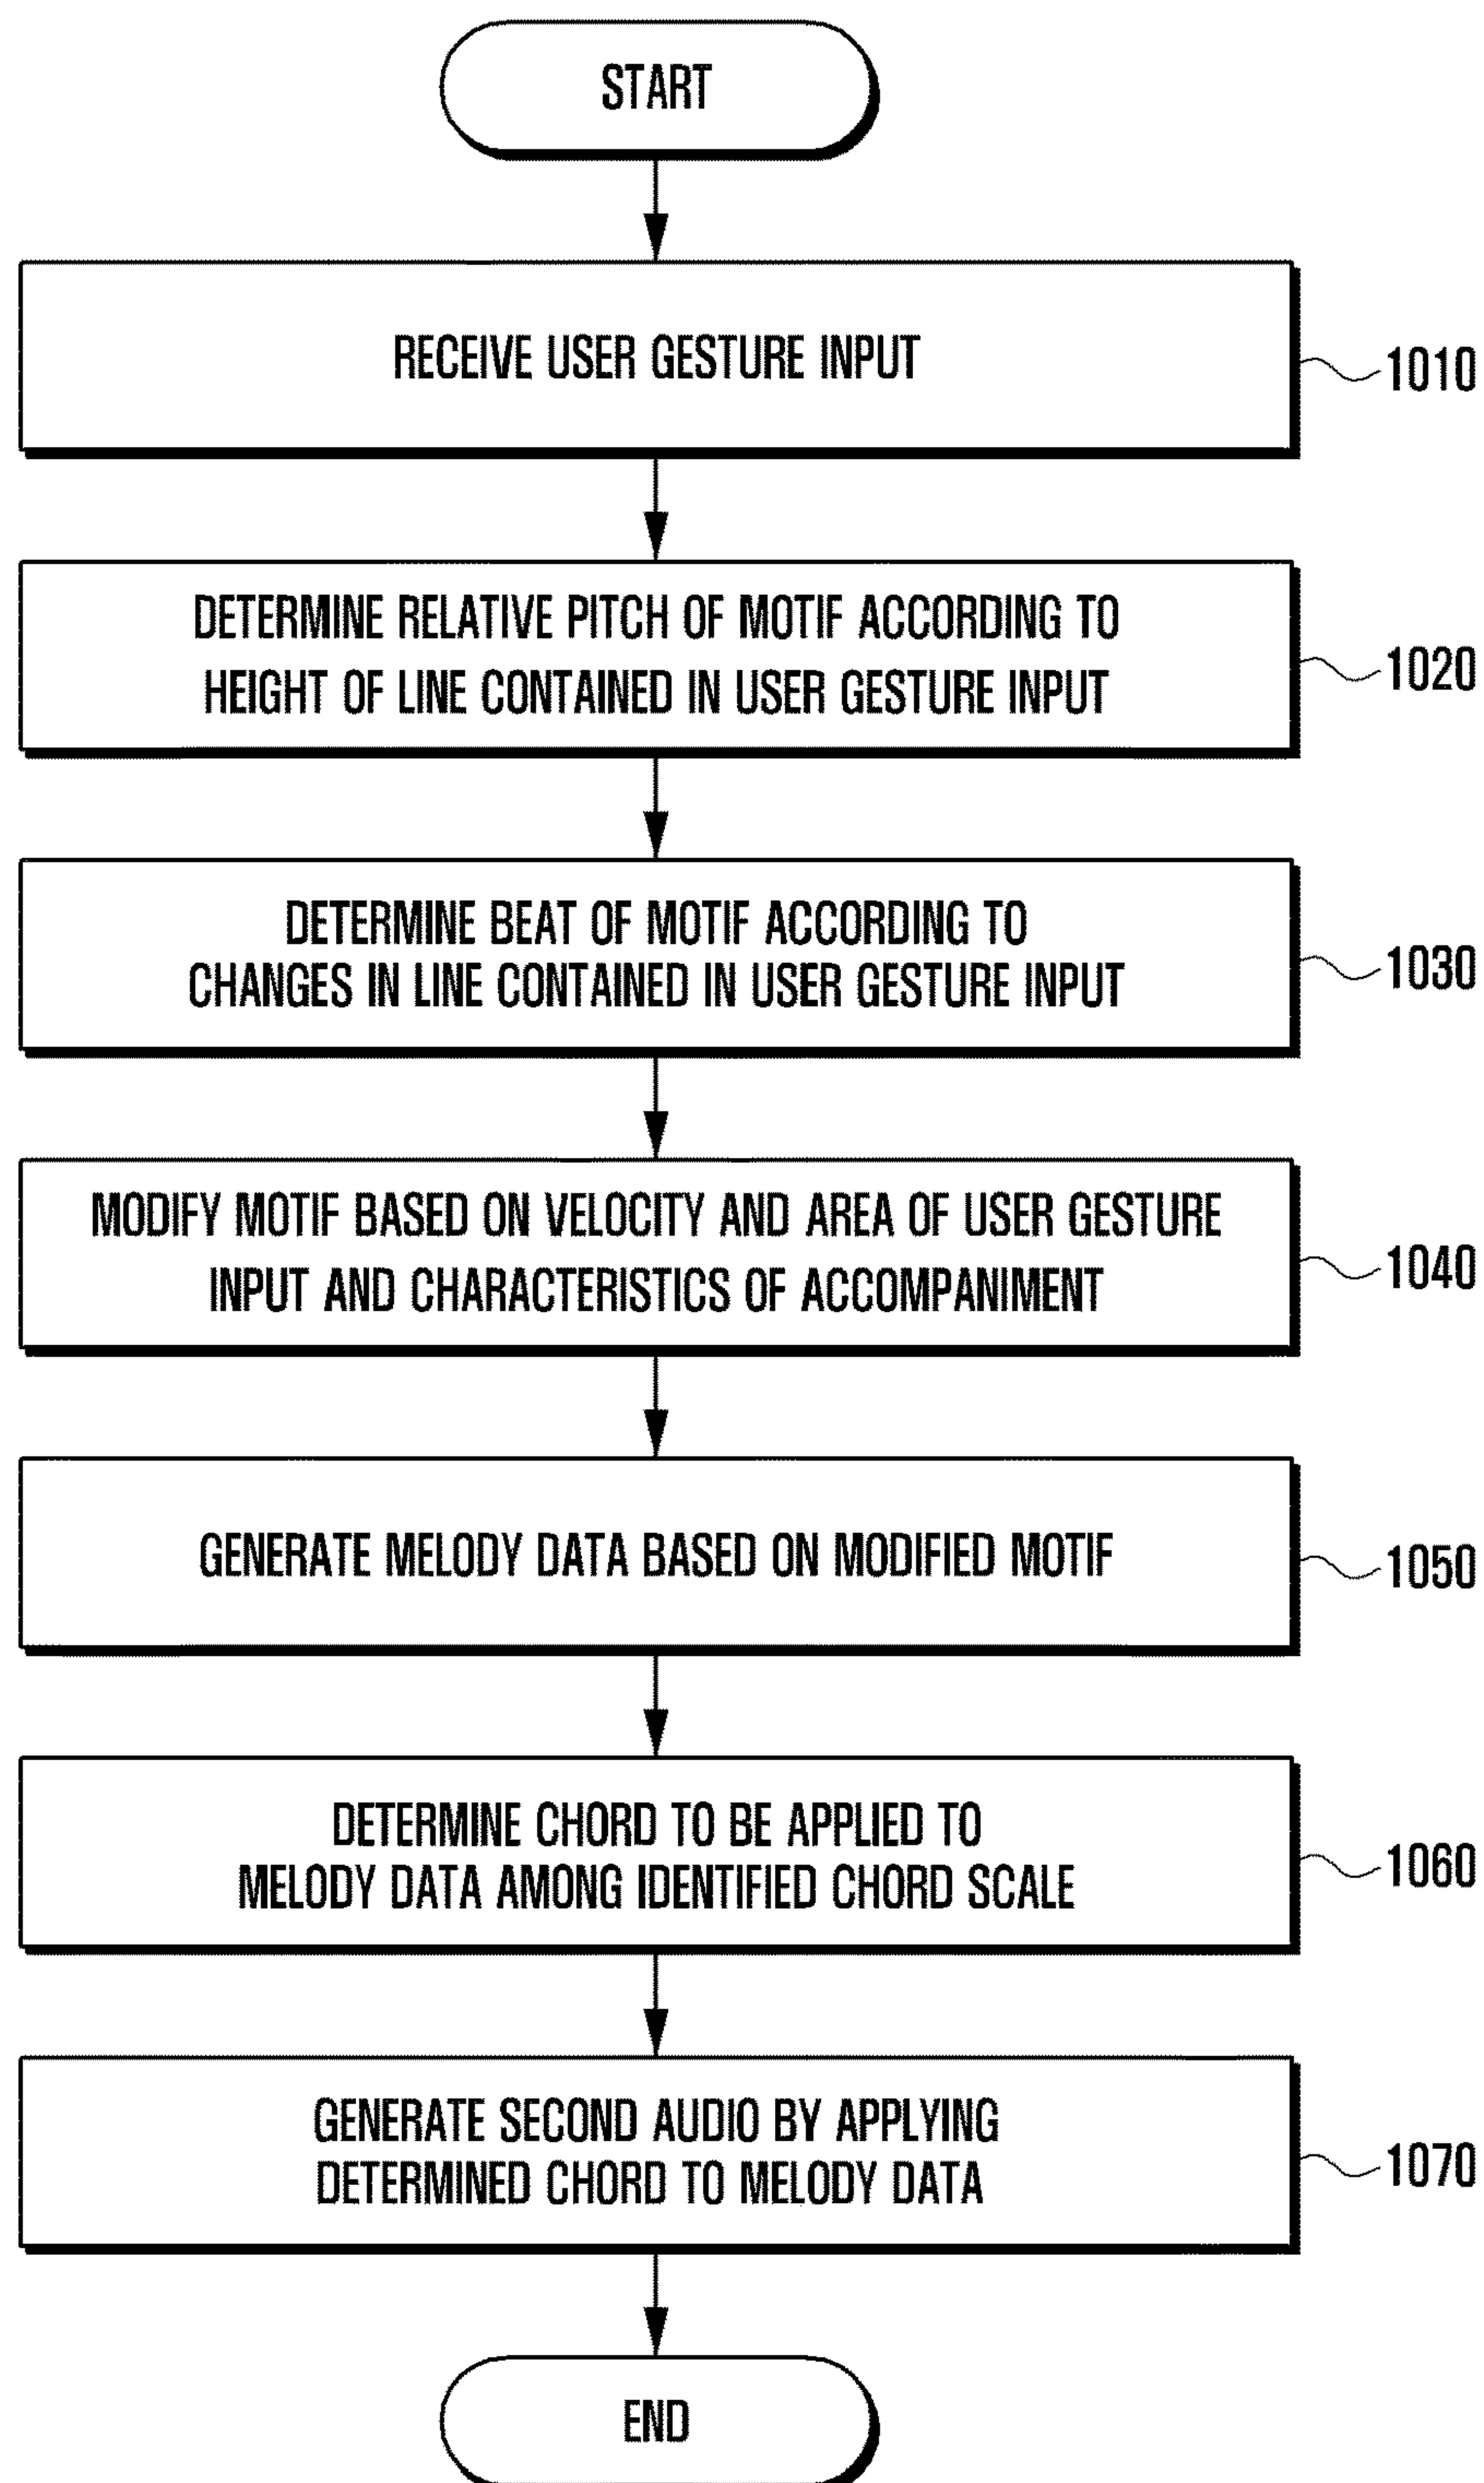 START
RECEIVE USER GESTURE INPUT
1010
DETERMINE RELATIVE PITCH OF MOTIF ACCORDING TO
HEIGHT OF LINE CONTAINED IN USER GESTURE INPUT
1020
DETERMINE BEAT OF MOTIF ACCORDING TO
CHANGES IN LINE CONTAINED IN USER GESTURE INPUT
1030
MODIFY MOTIF BASED ON VELOCITY AND AREA OF USER GESTURE
INPUT AND CHARACTERISTICS OF ACCOMPANIMENT
1040
GENERATE MELODY DATA BASED ON MODIFIED MOTIF
1050
DETERMINE CHORD TO BE APPLIED TO
MELODY DATA AMONG IDENTIFIED CHORD SCALE
1060
GENERATE SECOND AUDIO BY APPLYING
DETERMINED CHORD TO MELODY DATA
1070
END